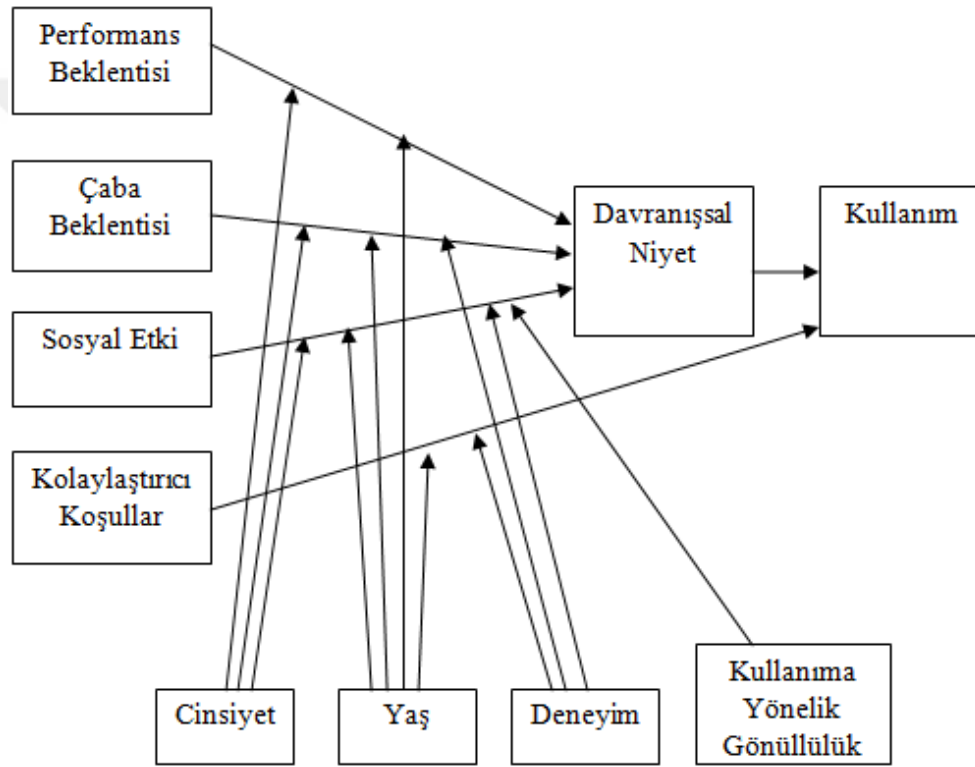 Performans
Beklentisi
Çaba
Beklentisi
Sosyal Etki
Kolaylaştırıcı
Koşullar
Davranışsal
Niyet
Kullanım
Cinsiyet
Yaş
Deneyim
Kullanıma
Yönelik
Gönüllülük